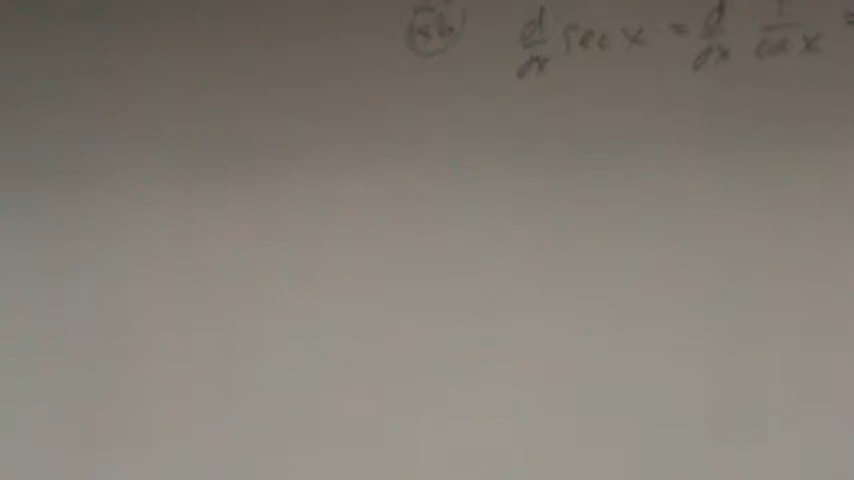 d/dx sec x = d/dx 1/cos x =